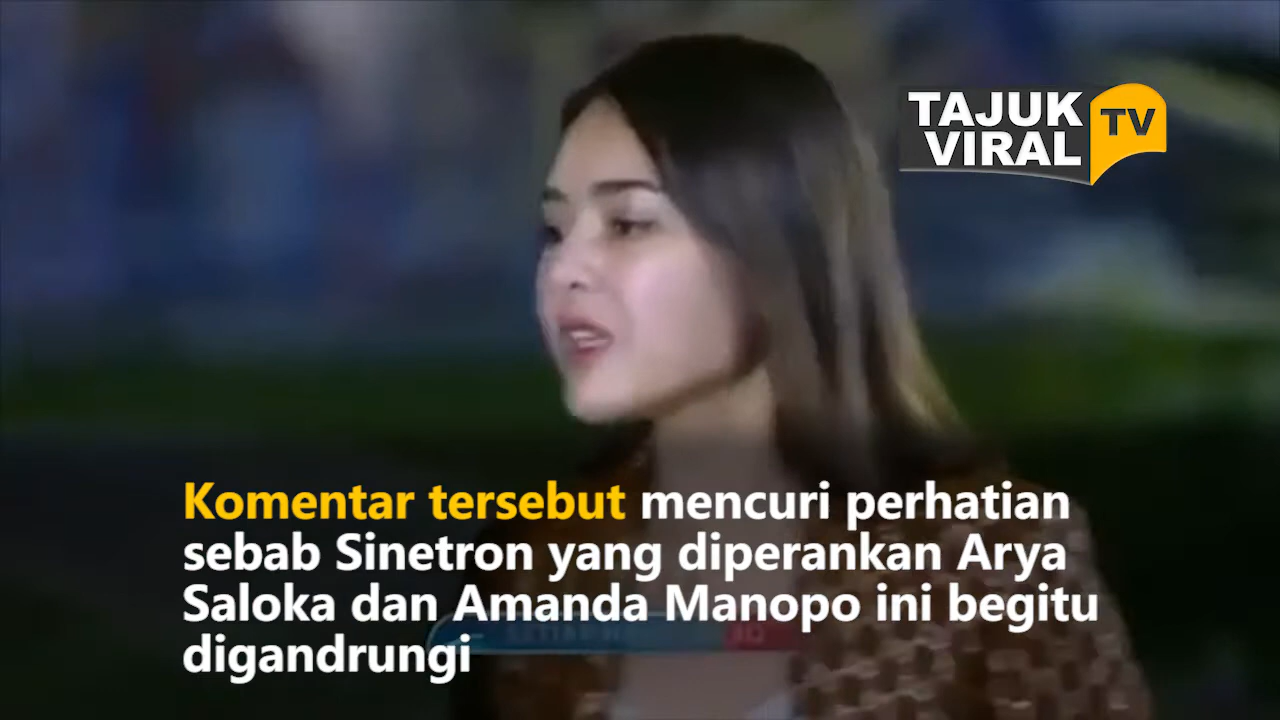 TAJUK
VIRAL
TV
Komentar tersebut mencuri perhatian
sebab Sinetron yang diperankan Arya
Saloka dan Amanda Manopo ini begitu
digandrungi